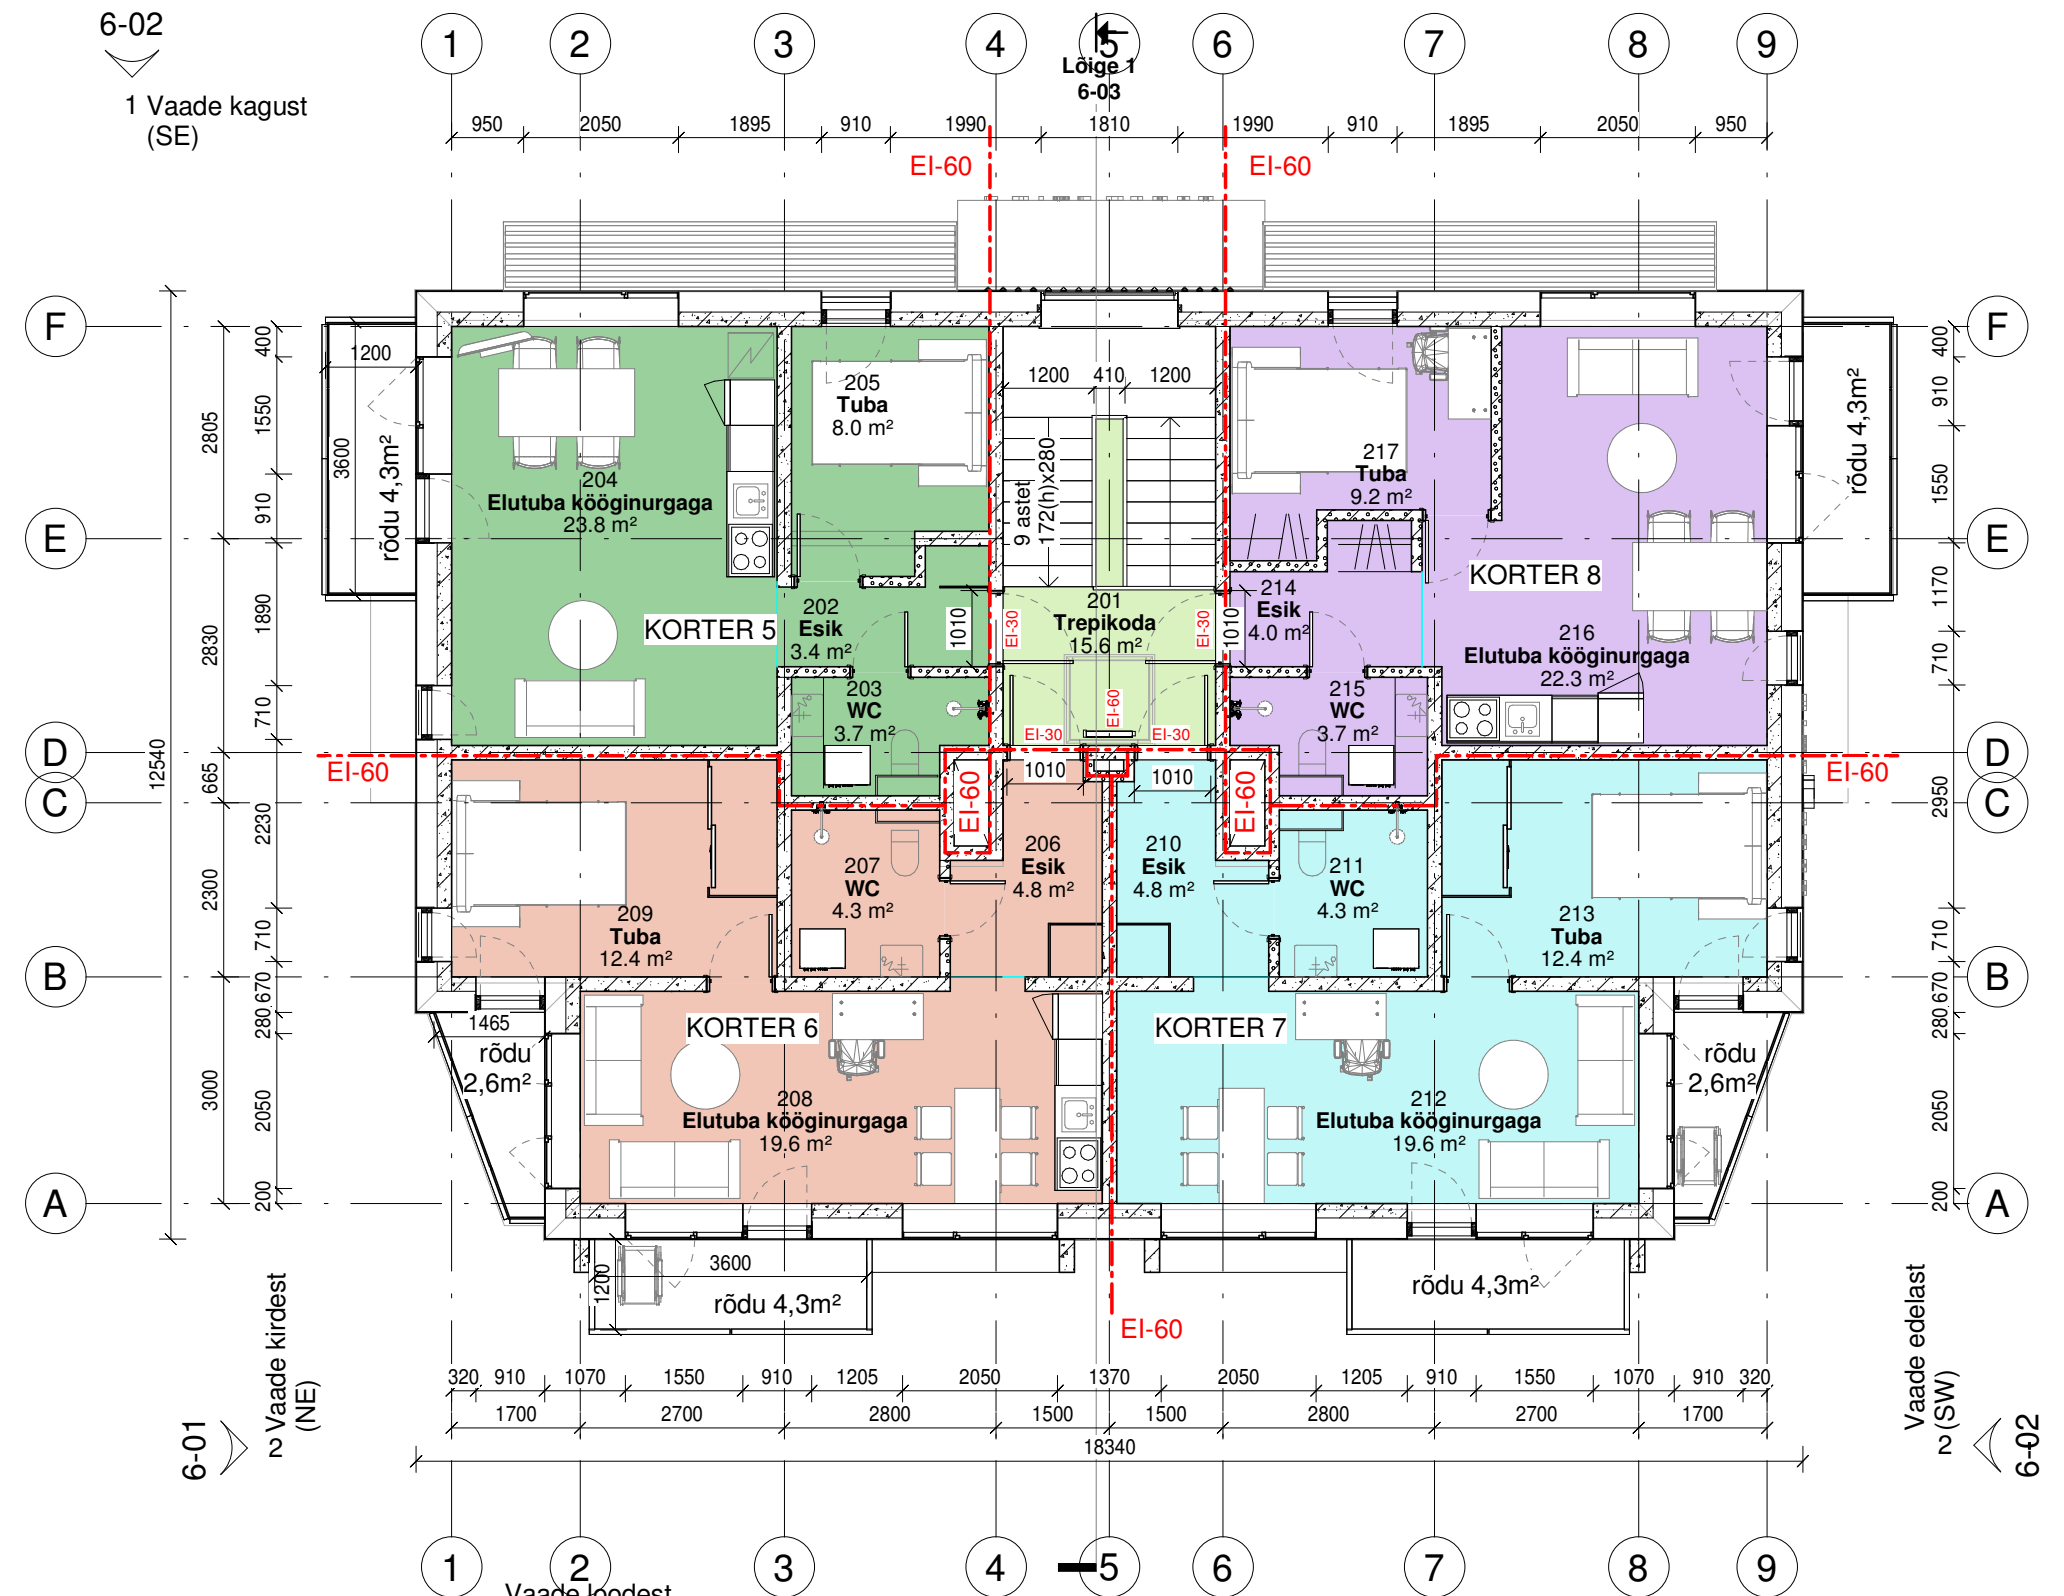 6-02
1 Vaade kagust
(SE)
1
2
3
4
5
6
7
8
9
Lõige 1
6-03
950
2050
1895
910
1990
1810
1990
910
1895
2050
950
EI-60
EI-60
F
E
D
C
B
A
F
E
D
C
B
A
12540
2805
2830
665
2300
3000
400
1550
910
1890
710
2230
710
670
280
2050
200
400
910
1550
1170
710
2950
710
670
280
2050
200
1200
3600
rõdu 4,3m²
rõdu 4,3m²
204
Elutuba kööginurgaga
23.8 m²
205
Tuba
8.0 m²
1200
410
1200
9 astet
172(h)x280
217
Tuba
9.2 m²
KORTER 5
KORTER 8
202
Esik
3.4 m²
1010
EI-30
201
Trepikoda
15.6 m²
EI-30
1010
214
Esik
4.0 m²
216
Elutuba kööginurgaga
22.3 m²
203
WC
3.7 m²
EI-60
EI-30
EI-30
215
WC
3.7 m²
EI-60
EI-60
EI-60
1010
1010
EI-60
206
Esik
4.8 m²
207
WC
4.3 m²
209
Tuba
12.4 m²
210
Esik
4.8 m²
211
WC
4.3 m²
213
Tuba
12.4 m²
1465
rõdu
2,6m²
KORTER 6
KORTER 7
rõdu
2,6m²
208
Elutuba kööginurgaga
19.6 m²
212
Elutuba kööginurgaga
19.6 m²
1200
3600
rõdu 4,3m²
rõdu 4,3m²
EI-60
6-01
2 Vaade kirdest
(NE)
Vaade edelast
2 (SW)
6-02
320
910
1070
1550
910
1205
2050
1370
2050
1205
910
1550
1070
910
320
1700
2700
2800
1500
1500
2800
2700
1700
18340
1
2
3
4
5
6
7
8
9
Vaade loodest